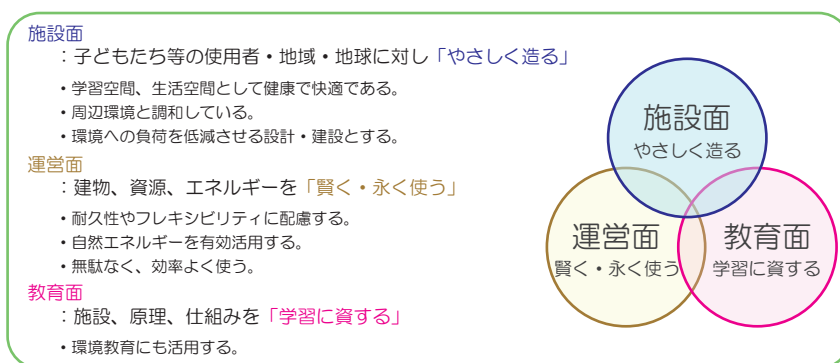 施設面
：子どもたち等の使用者・地域・地球に対し「やさしく造る」
・学習空間、生活空間として健康で快適である。
・周辺環境と調和している。
・環境への負荷を低減させる設計・建設とする。
運営面
：建物、資源、エネルギーを「賢く・永く使う」
・耐久性やフレキシビリティに配慮する。
・自然エネルギーを有効活用する。
・無駄なく、効率よく使う。
教育面
：施設、原理、仕組みを「学習に資する」
・環境教育にも活用する。
施設面
やさしく造る
運営面
賢く・永く使う
教育面
学習に資する